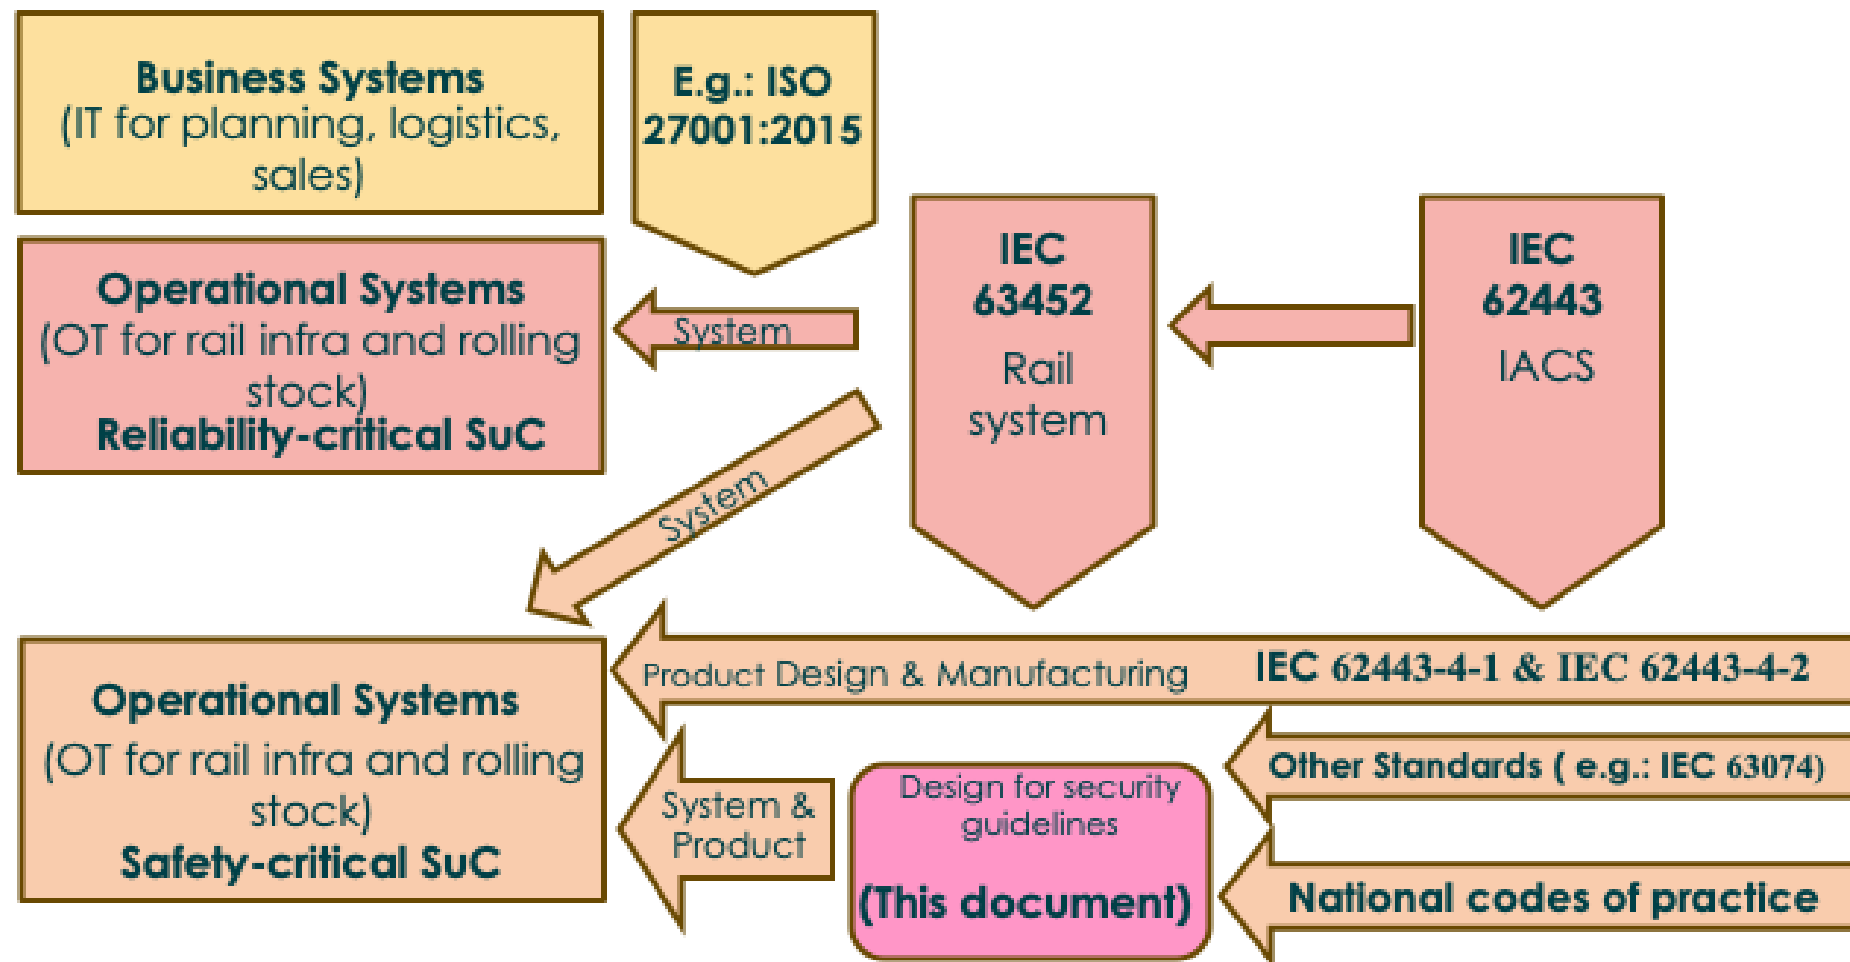 Business Systems
(IT for planning, logistics,
sales)
E.g.: ISO
27001:2015
Operational Systems
(OT for rail infra and rolling
stock)
Reliability-critical SuC
System
IEC
63452
Rail
system
IEC
62443
IACS
System
Product Design & Manufacturing
IEC 62443-4-1 & IEC 62443-4-2
Operational Systems
(OT for rail infra and rolling
stock)
Safety-critical SuC
System &
Product
Design for security
guidelines
(This document)
Other Standards ( e.g.: IEC 63074)
National codes of practice